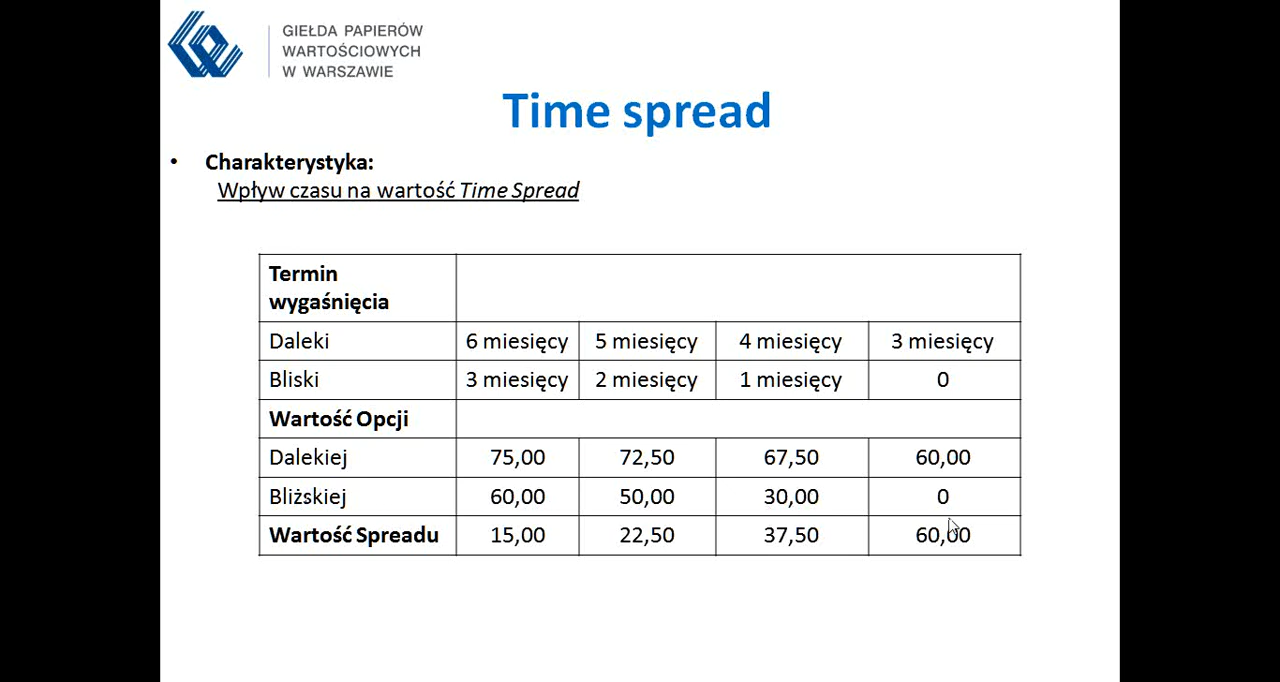 GIEŁDA PAPIERÓW
WARTOŚCIOWYCH
W WARSZAWIE
Time spread
• Charakterystyka:
Wpływ czasu na wartość Time Spread
Termin
wygaśnięcia
Daleki 6 miesięcy 5 miesięcy 4 miesięcy 3 miesięcy
Bliski 3 miesięcy 2 miesięcy 1 miesięcy 0
Wartość Opcji
Dalekiej 75,00 72,50 67,50 60,00
Bliżskiej 60,00 50,00 30,00 0
Wartość Spreadu 15,00 22,50 37,50 60,00